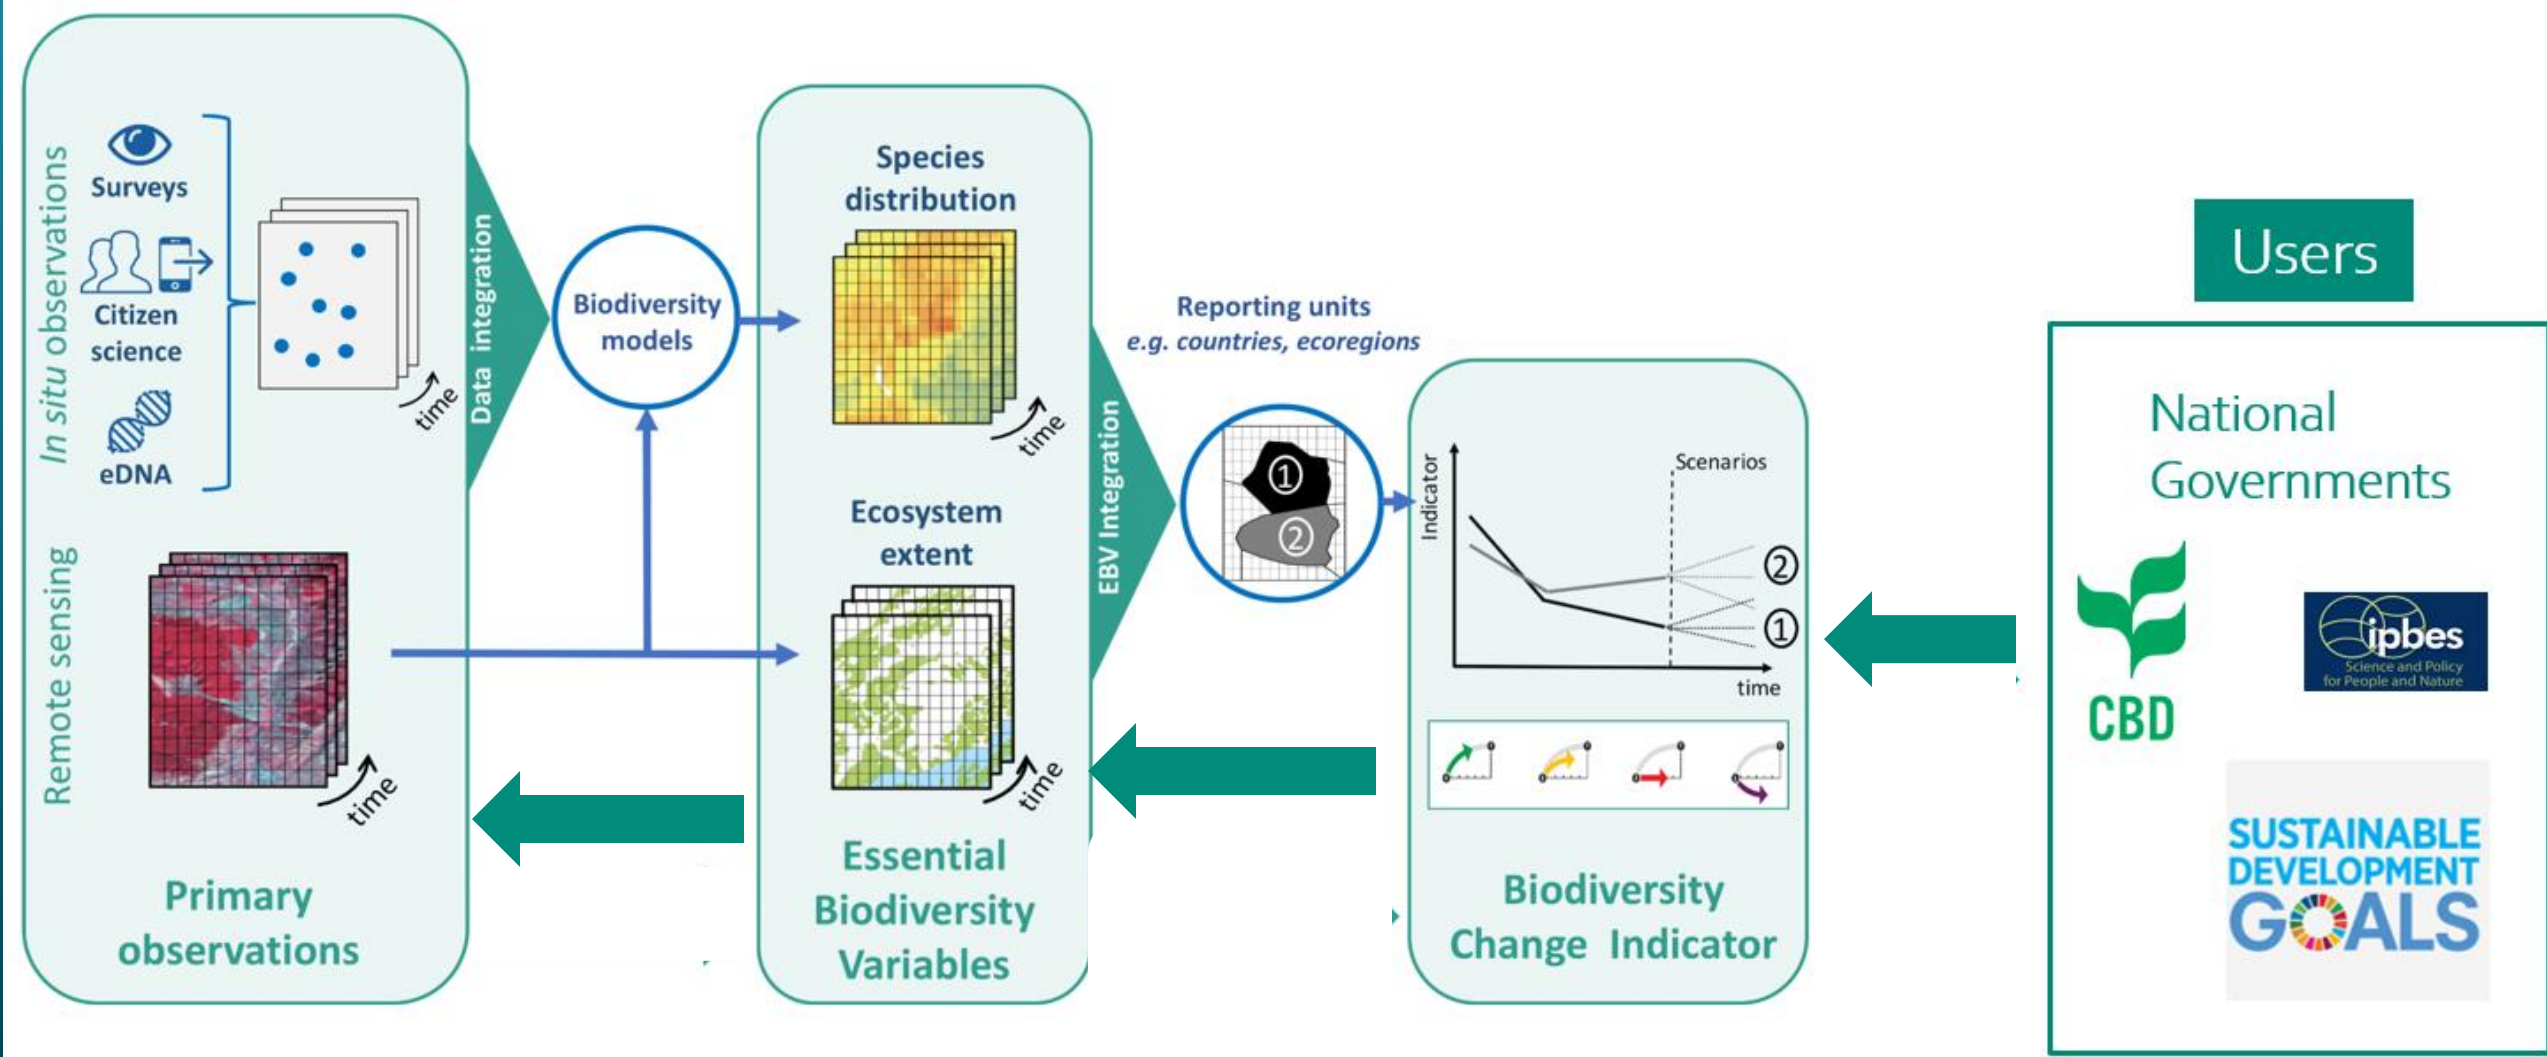 In situ observations
Surveys
Citizen
science
eDNA
time
Remote sensing
time
Primary
observations
Data integration
Biodiversity
models
Species
distribution
time
Ecosystem
extent
time
Essential
Biodiversity
Variables
EBV Integration
Reporting units
e.g. countries, ecoregions
1
2
Indicator
Scenarios
2
1
time
Biodiversity
Change Indicator
Users
National
Governments
CBD
ipbes
Science and Policy
for People and Nature
SUSTAINABLE
DEVELOPMENT
GOALS